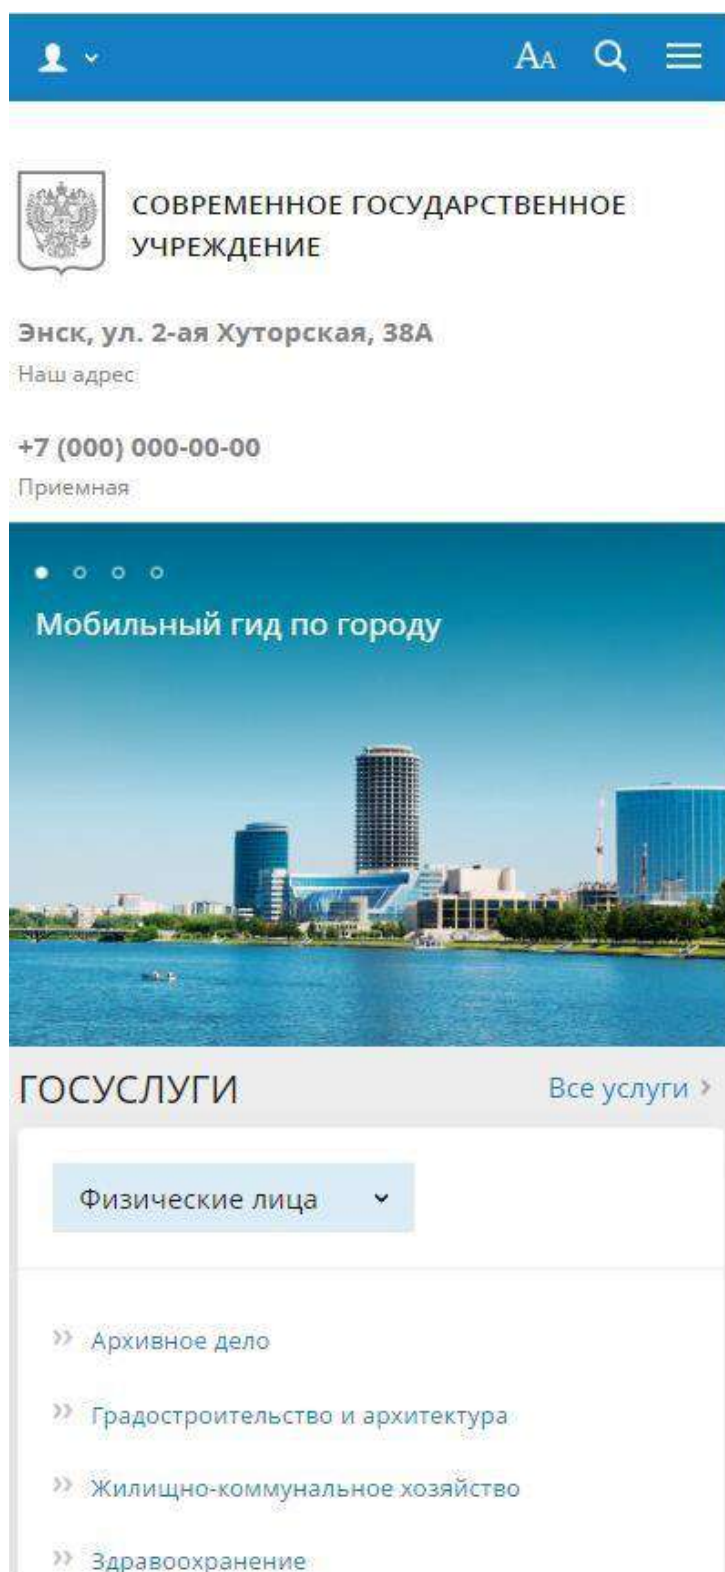 AA
СОВРЕМЕННОЕ ГОСУДАРСТВЕННОЕ
УЧРЕЖДЕНИЕ
Энск, ул. 2-ая Хуторская, 38А
Наш адрес
+7 (000) 000-00-00
Приемная
Мобильный гид по городу
ГОСУСЛУГИ
Все услуги
Физические лица
Архивное дело
Градостроительство и архитектура
Жилищно-коммунальное хозяйство
Здравоохранение